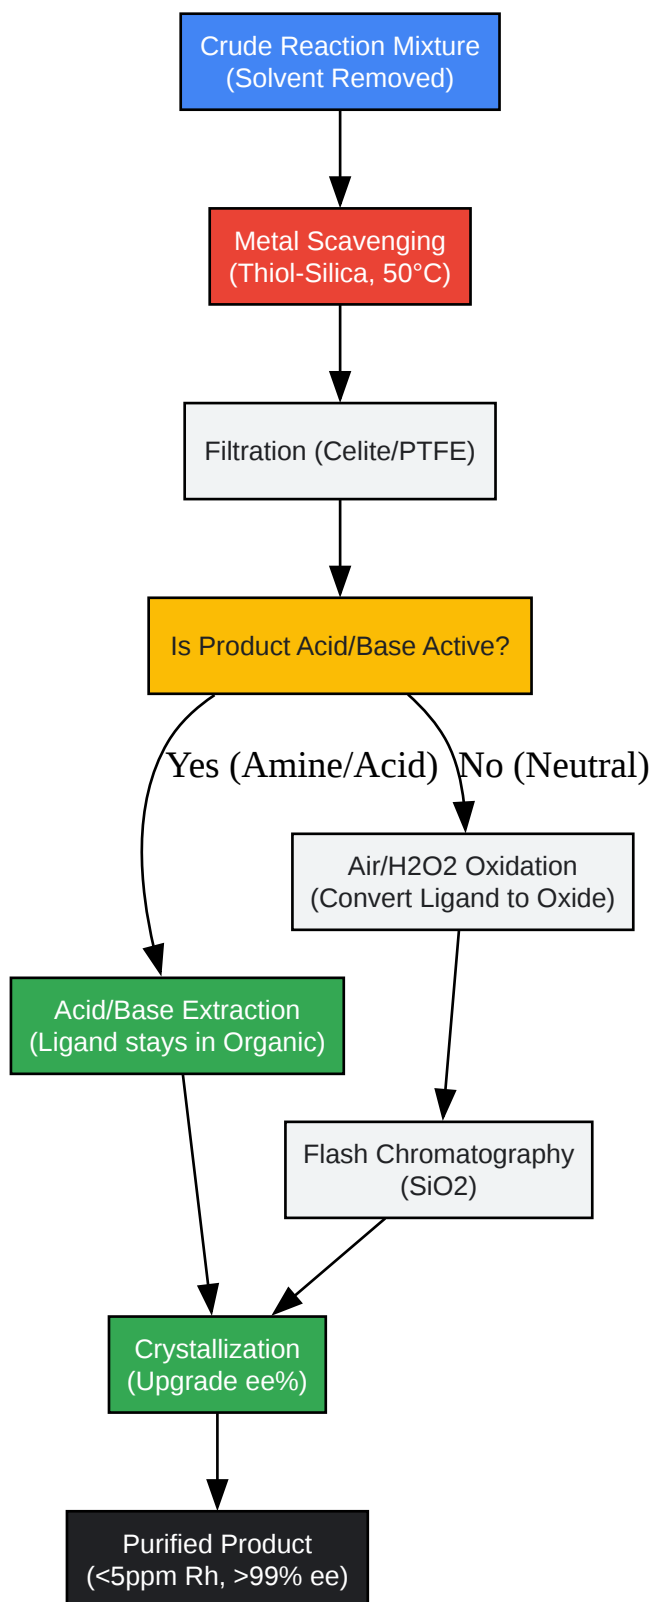 Crude Reaction Mixture
(Solvent Removed)
Metal Scavenging
(Thiol-Silica, 50°C)
Filtration (Celite/PTFE)
Is Product Acid/Base Active?
Yes (Amine/Acid)
No (Neutral)
Air/H2O2 Oxidation
(Convert Ligand to Oxide)
Acid/Base Extraction
(Ligand stays in Organic)
Flash Chromatography
(SiO2)
Crystallization
(Upgrade ee%)
Purified Product
(<5ppm Rh, >99% ee)